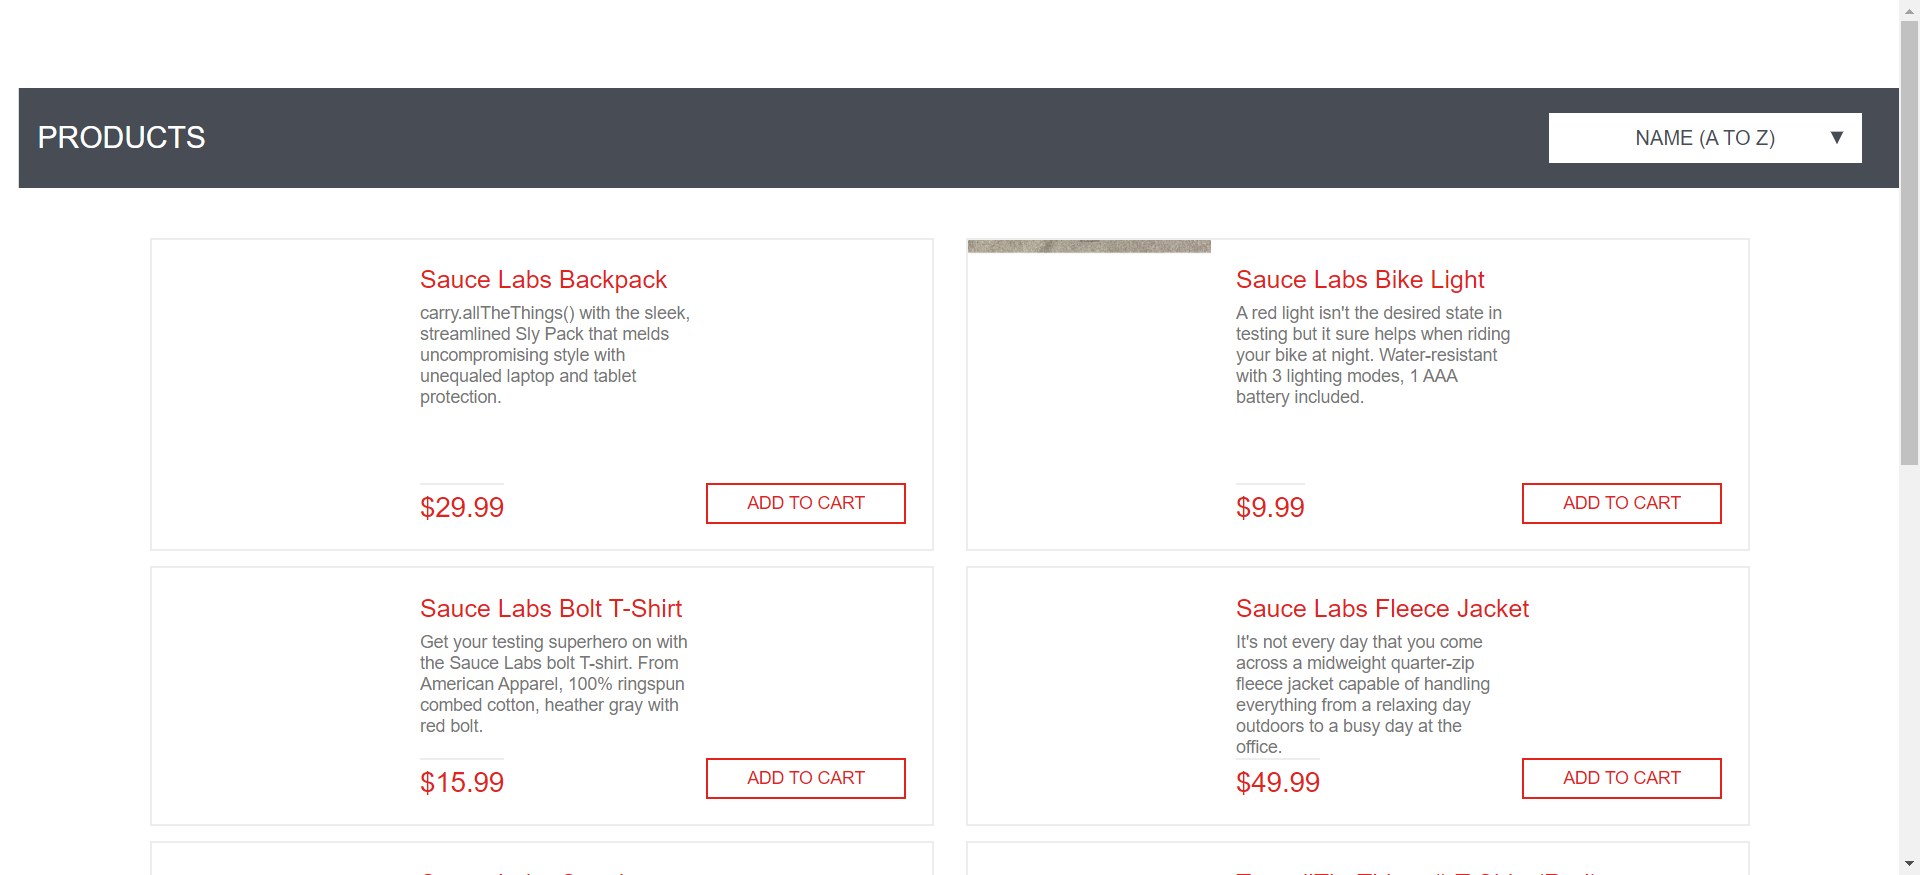 PRODUCTS
NAME (A TO Z) ▼
Sauce Labs Backpack
carry.allTheThings() with the sleek,
streamlined Sly Pack that melds
uncompromising style with
unequaled laptop and tablet
protection.
$29.99
ADD TO CART
Sauce Labs Bike Light
A red light isn't the desired state in
testing but it sure helps when riding
your bike at night. Water-resistant
with 3 lighting modes, 1 AAA
battery included.
$9.99
ADD TO CART
Sauce Labs Bolt T-Shirt
Get your testing superhero on with
the Sauce Labs bolt T-shirt. From
American Apparel, 100% ringspun
combed cotton, heather gray with
red bolt.
$15.99
ADD TO CART
Sauce Labs Fleece Jacket
It's not every day that you come
across a midweight quarter-zip
fleece jacket capable of handling
everything from a relaxing day
outdoors to a busy day at the
office.
$49.99
ADD TO CART